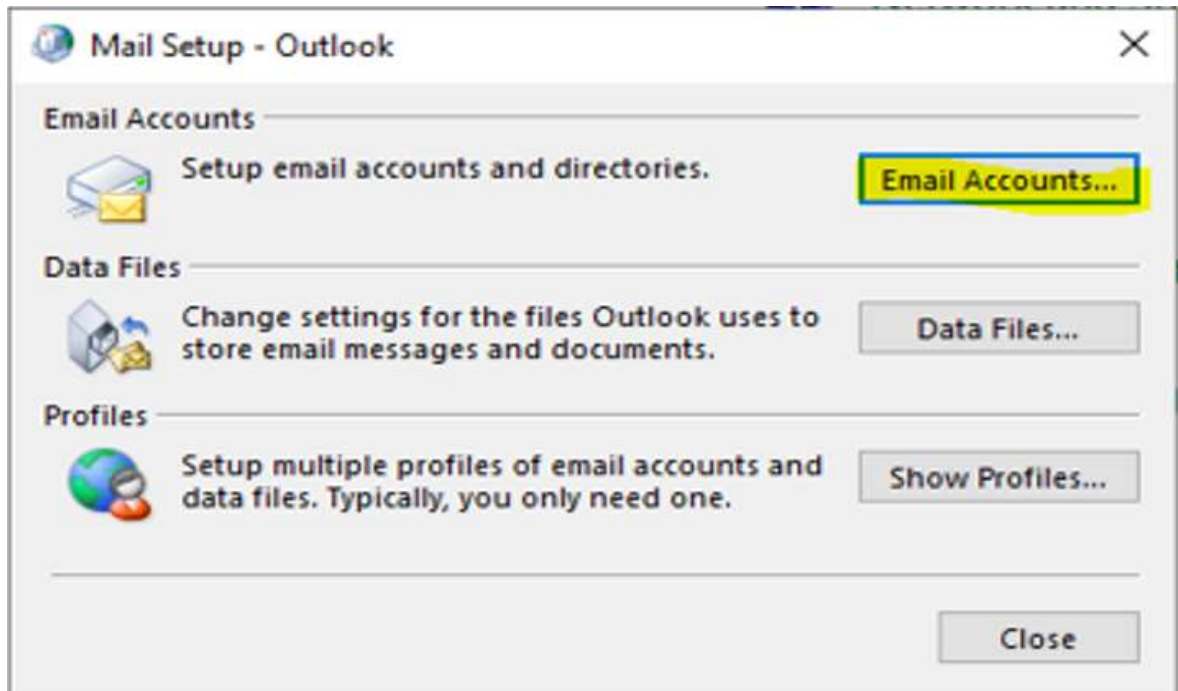 Mail Setup - Outlook
Email Accounts
Setup email accounts and directories.
Email Accounts...
Data Files
Change settings for the files Outlook uses to
store email messages and documents.
Data Files...
Profiles
Setup multiple profiles of email accounts and
data files. Typically, you only need one.
Show Profiles...
Close